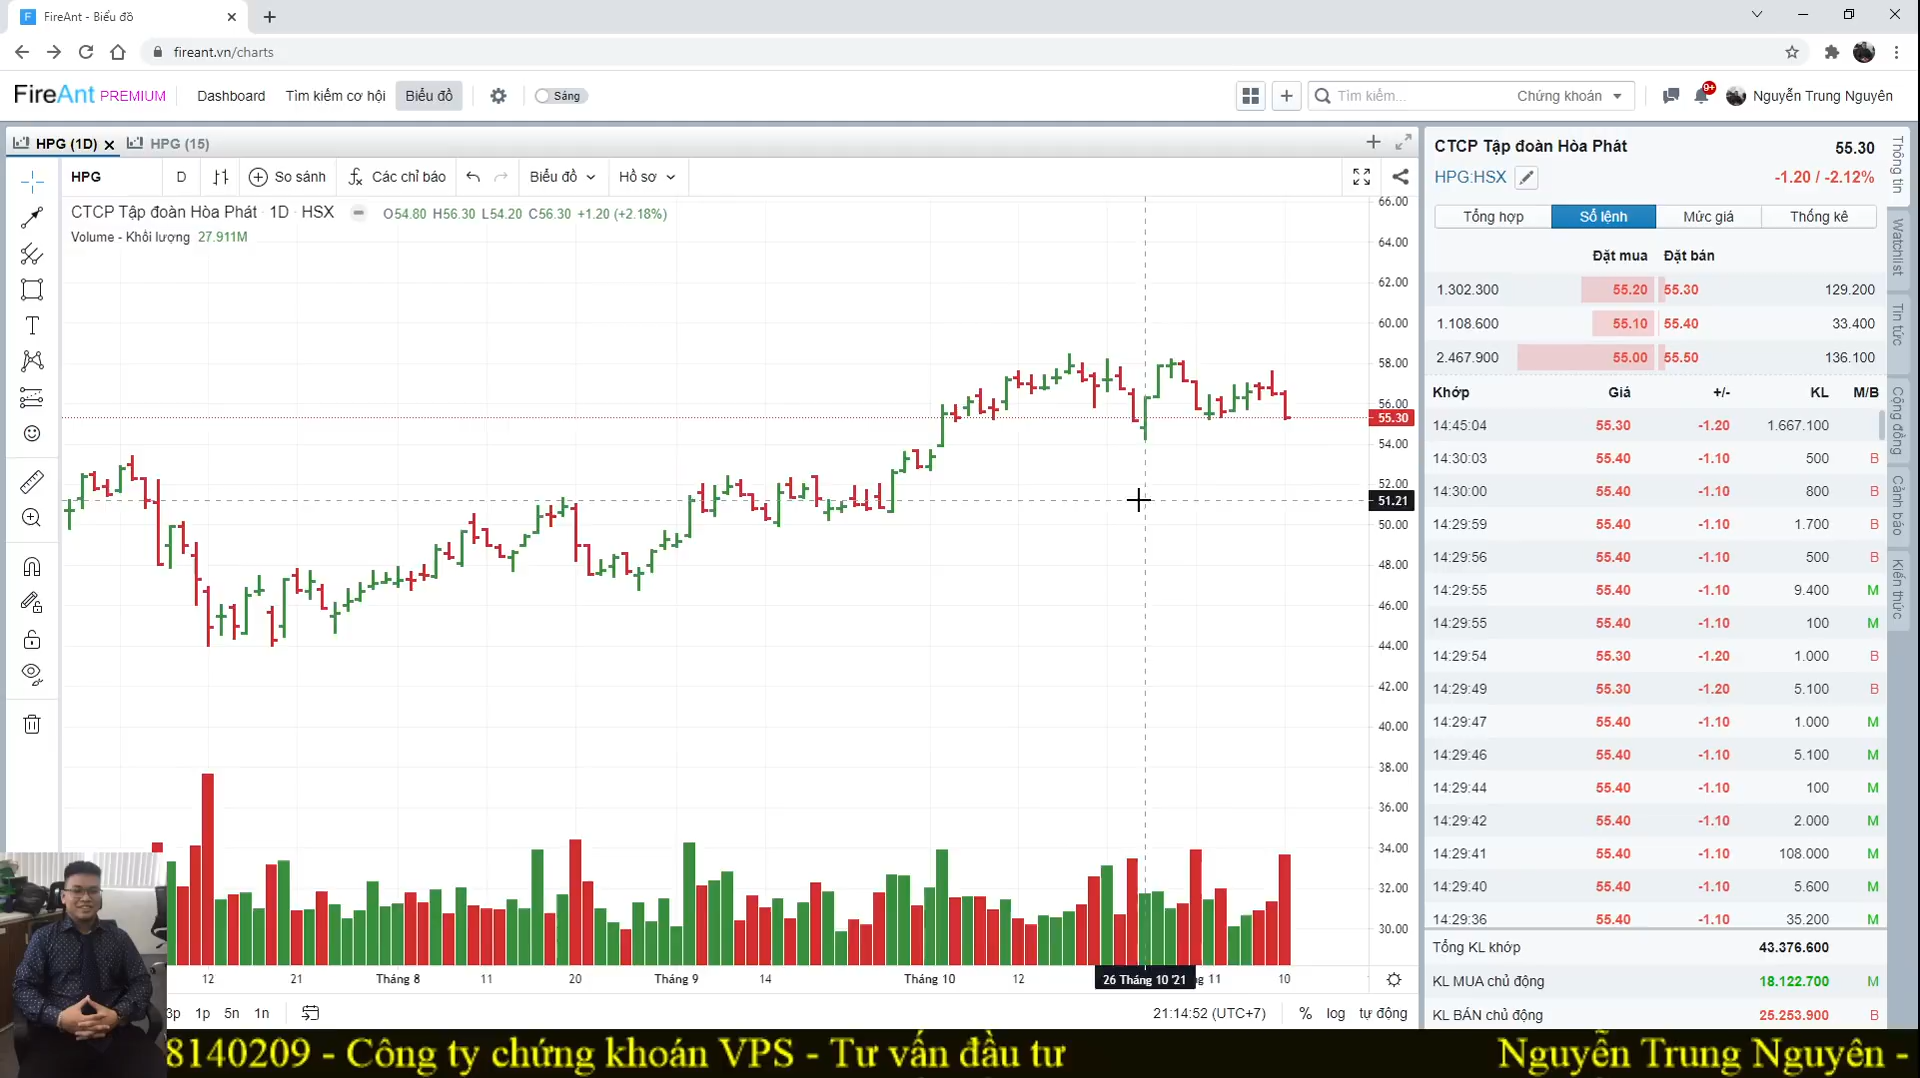 FireAnt - Biểu đồ
fireant.vn/charts
FireAnt PREMIUM
Dashboard
Tìm kiếm cơ hội
Biểu đồ
Sáng
Tìm kiếm...
Chứng khoán
9+
Nguyễn Trung Nguyên
HPG (1D)
HPG (15)
HPG
D
So sánh
Các chỉ báo
Biểu đồ
Hồ sơ
CTCP Tập đoàn Hòa Phát 1D HSX
O54.80 H56.30 L54.20 C56.30 +1.20 (+2.18%)
Volume - Khôi lượng 27.911M
66.00
64.00
62.00
60.00
58.00
56.00
55.30
54.00
52.00
51.21
50.00
48.00
46.00
44.00
42.00
40.00
38.00
36.00
34.00
32.00
30.00
12
21
Tháng 8
11
20
Tháng 9
14
Tháng 10
12
26 Tháng 10 '21
ng 11
10
3p
1p
5n
1n
21:14:52 (UTC+7)
%
log
tự động
CTCP Tập đoàn Hòa Phát 55.30
HPG:HSX -1.20 / -2.12%
Tổng hợp
Sổ lệnh
Mức giá
Thống kê
Đặt mua Đặt bán
1.302.300 55.20 55.30 129.200
1.108.600 55.10 55.40 33.400
2.467.900 55.00 55.50 136.100
Khớp Giá +/- KL M/B
14:45:04 55.30 -1.20 1.667.100
14:30:03 55.40 -1.10 500 B
14:30:00 55.40 -1.10 800 B
14:29:59 55.40 -1.10 1.700 B
14:29:56 55.40 -1.10 500 B
14:29:55 55.40 -1.10 9.400 M
14:29:55 55.40 -1.10 100 M
14:29:54 55.30 -1.20 1.000 B
14:29:49 55.30 -1.20 5.100 B
14:29:47 55.40 -1.10 1.000 M
14:29:46 55.40 -1.10 5.100 M
14:29:44 55.40 -1.10 100 M
14:29:42 55.40 -1.10 2.000 M
14:29:41 55.40 -1.10 108.000 M
14:29:40 55.40 -1.10 5.600 M
14:29:36 55.40 -1.10 35.200 M
Tổng KL khớp 43.376.600
KL MUA chủ động 18.122.700 M
KL BÁN chủ động 25.253.900 B
Thông tin
Watchlist
Tin tức
Cộng đồng
Cảnh báo
Kiến thức
8140209 - Công ty chứng khoán VPS - Tư vấn đầu tư
Nguyễn Trung Nguyên -